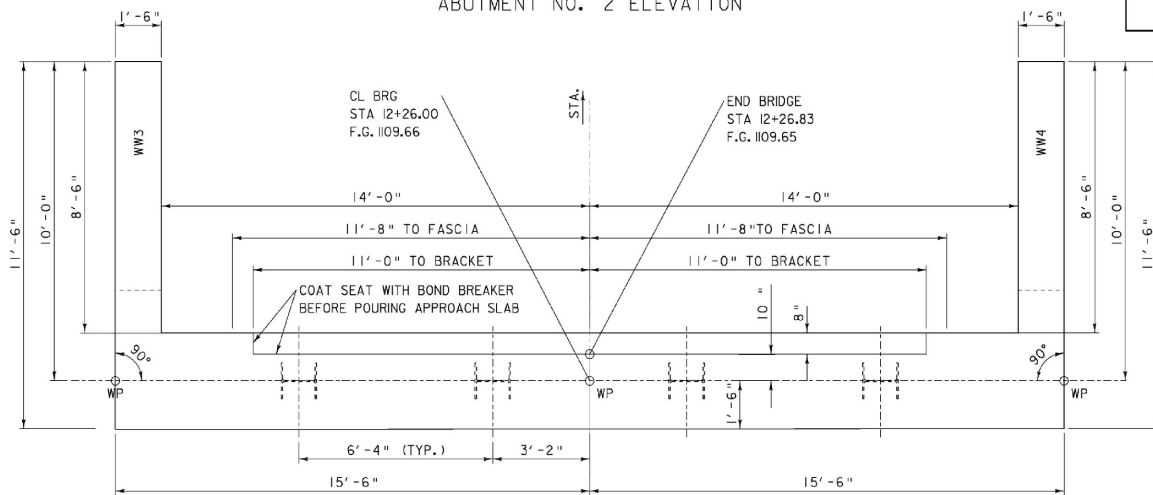 ABUTMENT NO. 2 ELEVATION
1'-6"
1'-6"
CL BRG
STA 12+26.00
F.G. 1109.66
STA.
END BRIDGE
STA 12+26.83
F.G. 1109.65
WW3
WW4
11'-6"
10'-0"
8'-6"
8'-6"
10'-0"
11'-6"
14'-0"
14'-0"
11'-8" TO FASCIA
11'-8"TO FASCIA
11'-0" TO BRACKET
11'-0" TO BRACKET
COAT SEAT WITH BOND BREAKER
BEFORE POURING APPROACH SLAB
10"
8"
90°
90°
WP
WP
WP
1'-6"
6'-4" (TYP.)
3'-2"
15'-6"
15'-6"